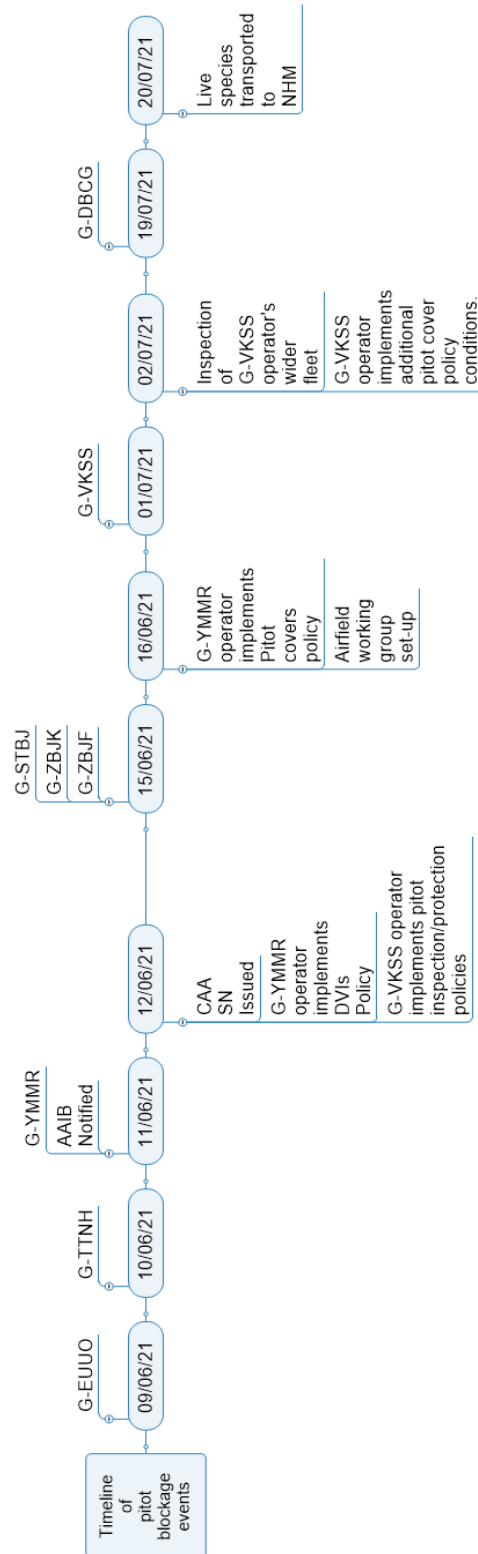 Timeline
of
pitot
blockage
events
09/06/21
G-EUUO
10/06/21
G-TTNH
11/06/21
G-YMMR
AAIB
Notified
12/06/21
CAA
SN
Issued
G-YMMR
operator
implements
DVIs
Policy
G-VKSS operator
implements pitot
inspection/protection
policies
15/06/21
G-STBJ
G-ZBJK
G-ZBJF
16/06/21
G-YMMR
operator
implements
Pitot
covers
policy
Airfield
working
group
set-up
01/07/21
G-VKSS
02/07/21
Inspection
of
G-VKSS
operator's
wider
fleet
G-VKSS
operator
implements
additional
pitot cover
policy
conditions.
19/07/21
G-DBCG
20/07/21
Live
species
transported
to
NHM